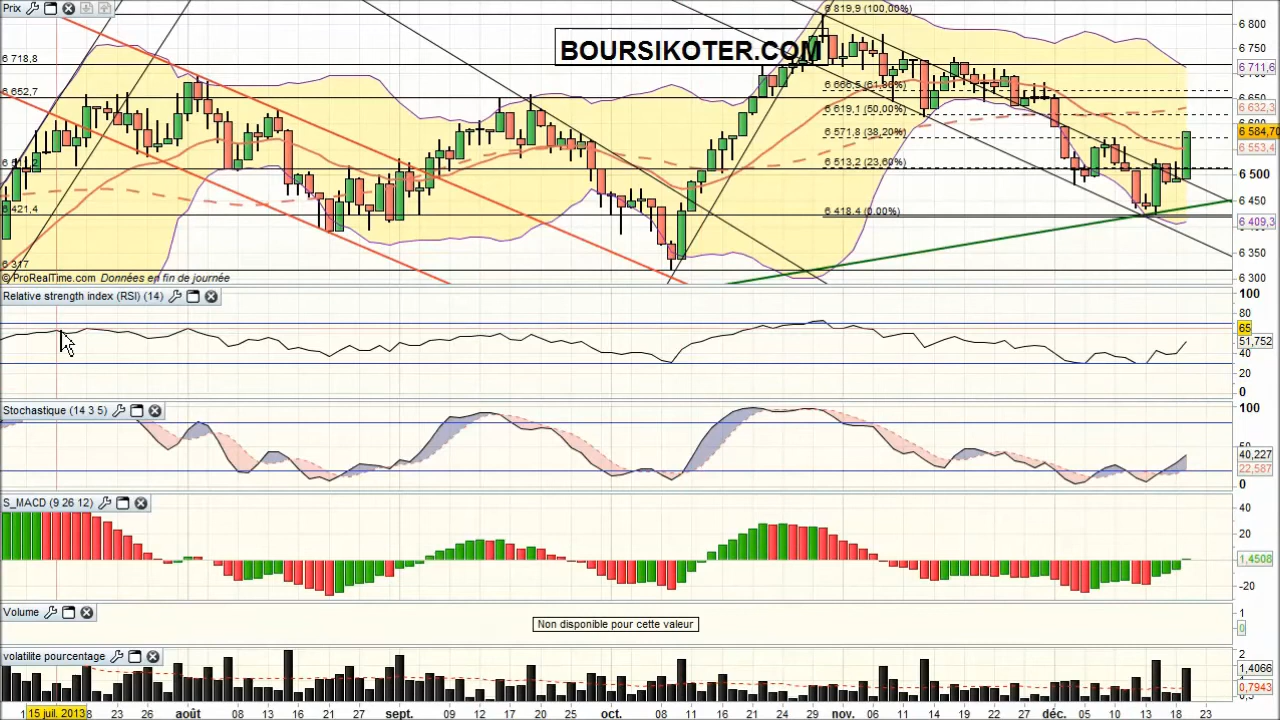 Prix
6 819,9 (100,00%)
6 800
BOURSIKOTER.COM
6 750
6 718,8
6 711,6
6 666,5 (61,80%)
6 652,7
6 650
6 632,3
6 619,1 (50,00%)
6 584,70
6 571,8 (38,20%)
6 553,4
6 513,2 (23,60%)
6 500
6 450
6 421,4
6 418,4 (0,00%)
6 409,3
6 350
6 317
6 300
© ProRealTime.com Données en fin de journée
Relative strength index (RSI) (14)
100
80
65
51,752
40
20
0
Stochastique (14 3 5)
100
40,227
22,587
0
S_MACD (9 26 12)
40
20
1,4508
-20
Volume
1
Non disponible pour cette valeur
0
volatilite pourcentage
2
1,4066
0,7943
15 juil. 2013 23 26 août 08 13 16 21 26 sept. 09 12 17 20 25 oct. 08 11 16 21 24 29 nov. 06 11 14 19 22 27 déc. 05 10 13 18 23